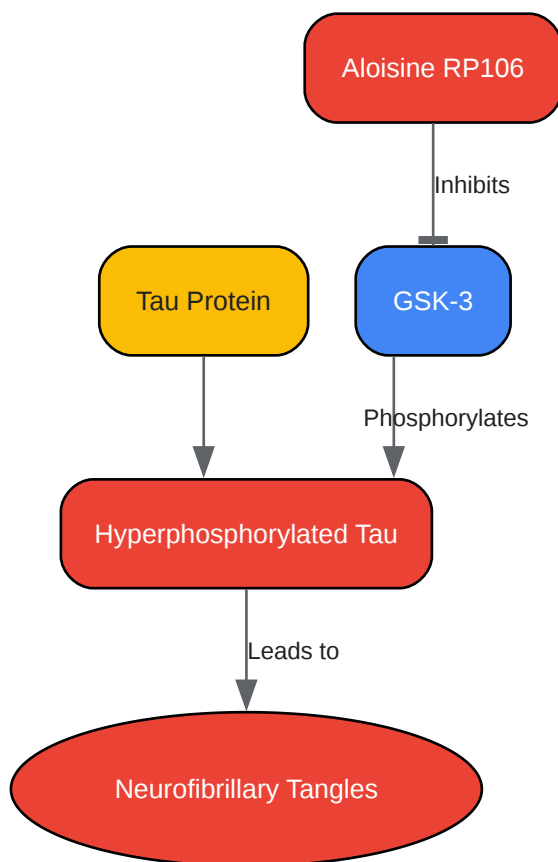 Aloisine RP106
Inhibits
Tau Protein
GSK-3
Phosphorylates
Hyperphosphorylated Tau
Leads to
Neurofibrillary Tangles